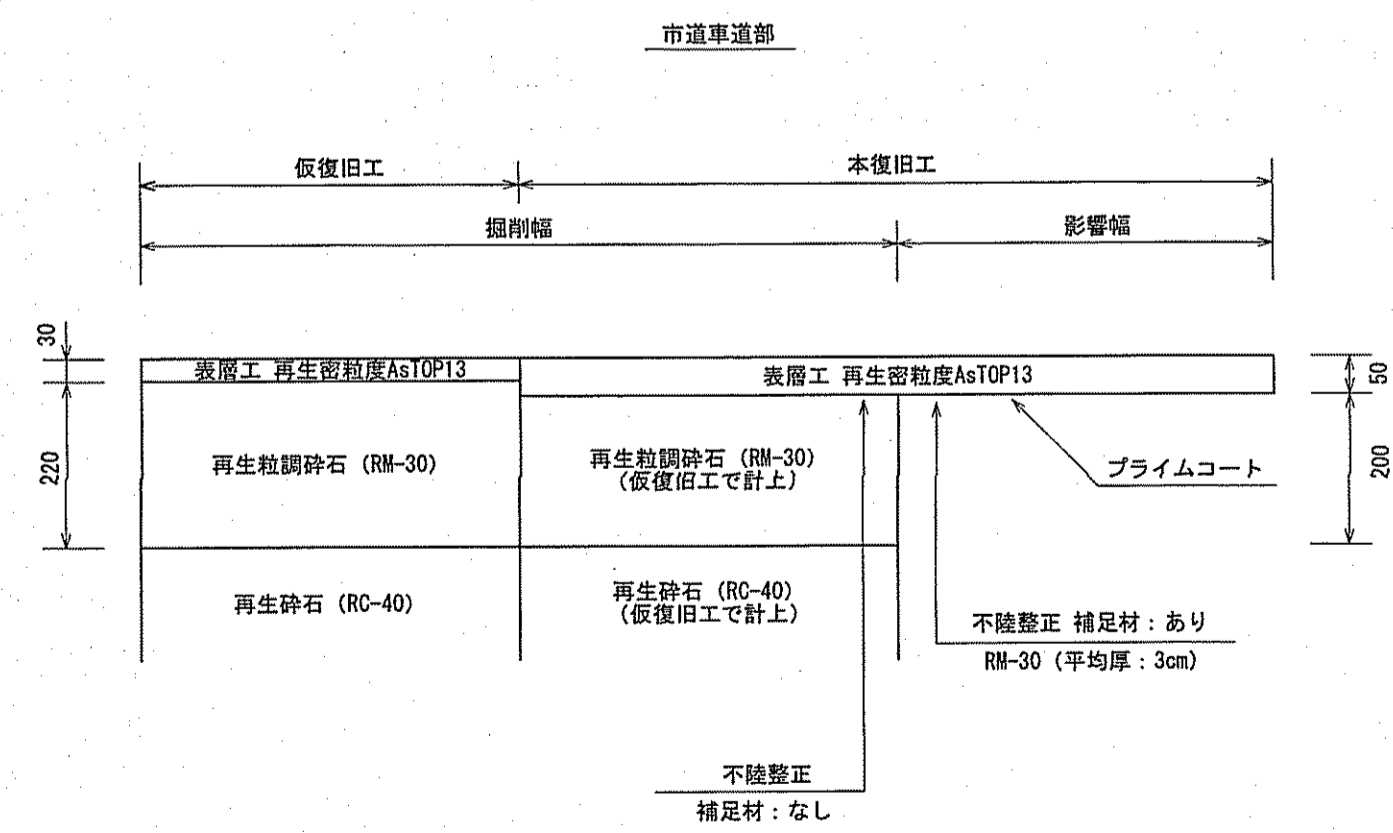 市道車道部
仮復旧工
本復旧工
掘削幅
影響幅
30
表層工 再生密粒度AsTOP13
表層工 再生密粒度AsTOP13
50
220
再生粒調砕石 (RM-30)
再生粒調砕石 (RM-30)
(仮復旧工で計上)
プライムコート
200
再生砕石 (RC-40)
再生砕石 (RC-40)
(仮復旧工で計上)
不陸整正 補足材:あり
RM-30 (平均厚:3cm)
不陸整正
補足材:なし